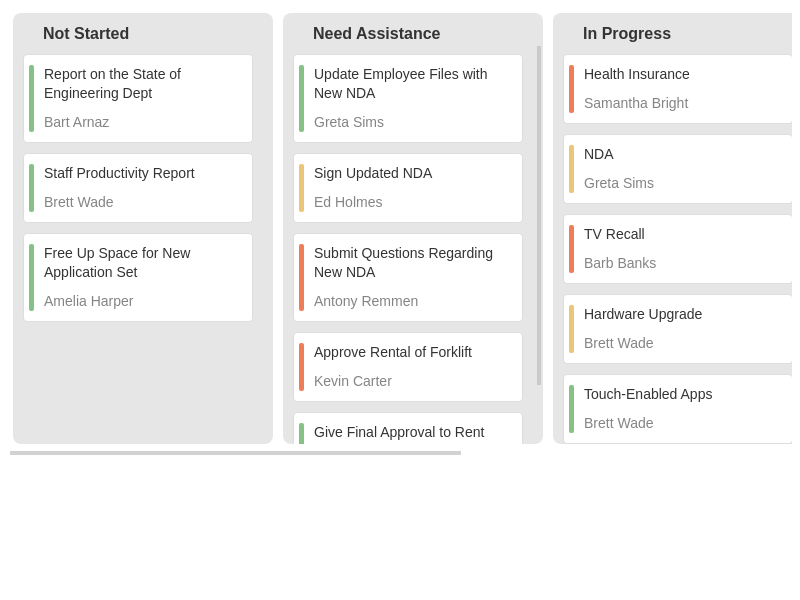 Not Started
Report on the State of
Engineering Dept
Bart Arnaz
Staff Productivity Report
Brett Wade
Free Up Space for New
Application Set
Amelia Harper
Need Assistance
Update Employee Files with
New NDA
Greta Sims
Sign Updated NDA
Ed Holmes
Submit Questions Regarding
New NDA
Antony Remmen
Approve Rental of Forklift
Kevin Carter
Give Final Approval to Rent
In Progress
Health Insurance
Samantha Bright
NDA
Greta Sims
TV Recall
Barb Banks
Hardware Upgrade
Brett Wade
Touch-Enabled Apps
Brett Wade